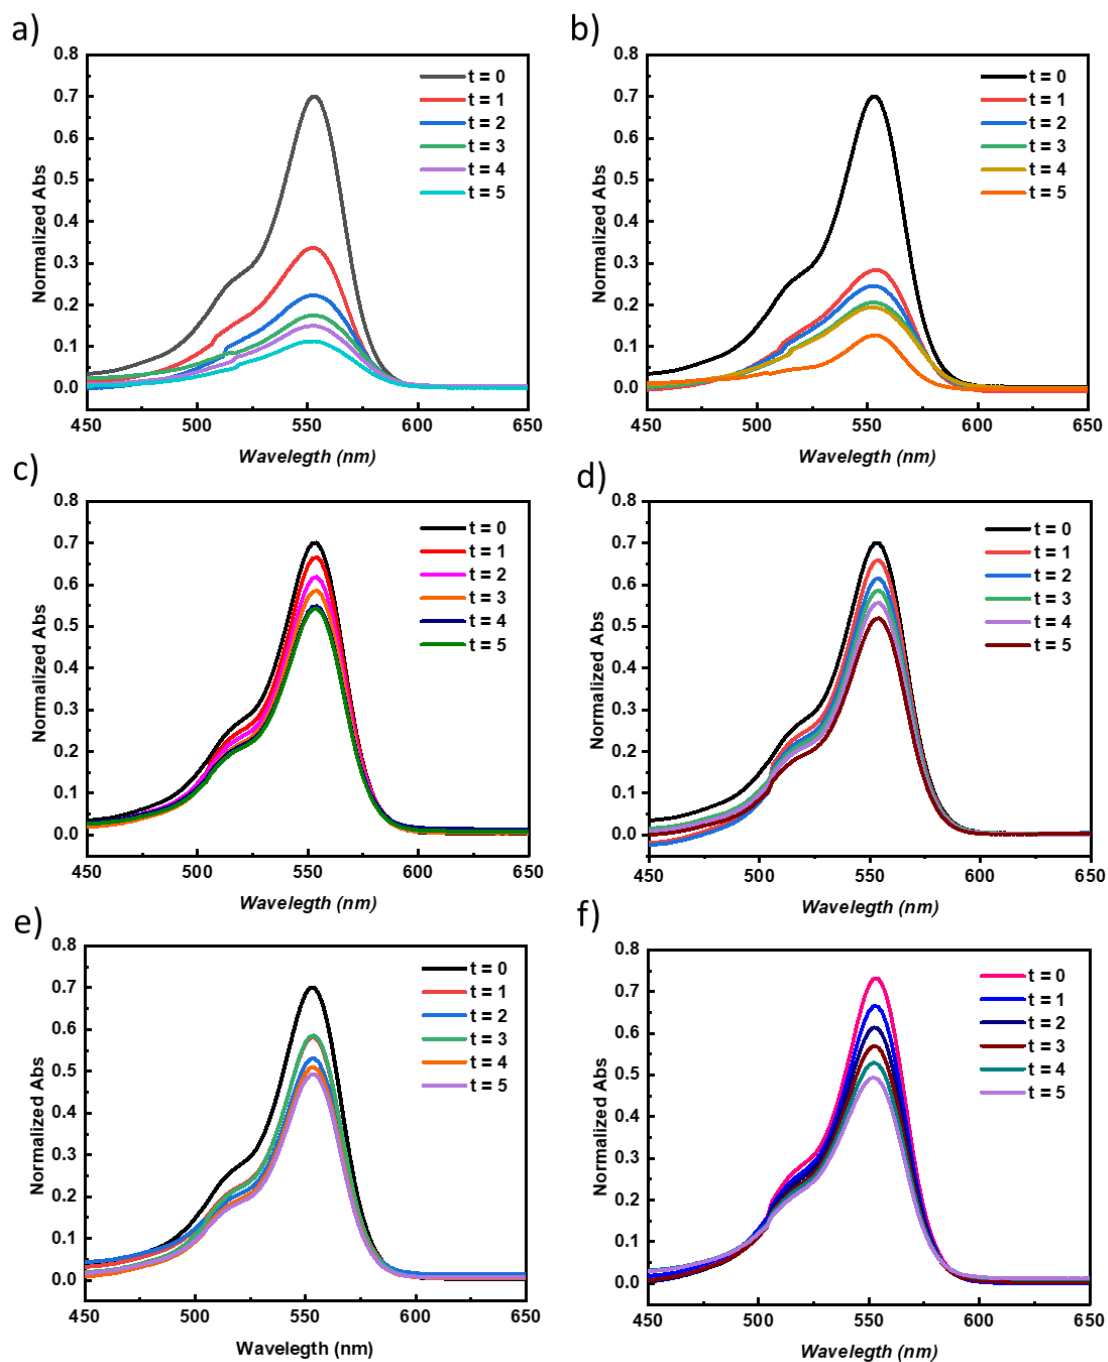 a)
0.8
0.7
0.6
0.5
0.4
0.3
0.2
0.1
0.0
Normalized Abs
t = 0
t = 1
t = 2
t = 3
t = 4
t = 5
450 500 550 600 650
Wavelegth (nm)
b)
0.8
0.7
0.6
0.5
0.4
0.3
0.2
0.1
0.0
Normalized Abs
t = 0
t = 1
t = 2
t = 3
t = 4
t = 5
450 500 550 600 650
Wavelegth (nm)
c)
0.8
0.7
0.6
0.5
0.4
0.3
0.2
0.1
0.0
Normalized Abs
t = 0
t = 1
t = 2
t = 3
t = 4
t = 5
450 500 550 600 650
Wavelegth (nm)
d)
0.8
0.7
0.6
0.5
0.4
0.3
0.2
0.1
0.0
Normalized Abs
t = 0
t = 1
t = 2
t = 3
t = 4
t = 5
450 500 550 600 650
Wavelegth (nm)
e)
0.8
0.7
0.6
0.5
0.4
0.3
0.2
0.1
0.0
Normalized Abs
t = 0
t = 1
t = 2
t = 3
t = 4
t = 5
450 500 550 600 650
Wavelegth (nm)
f)
0.8
0.7
0.6
0.5
0.4
0.3
0.2
0.1
0.0
Normalized Abs
t = 0
t = 1
t = 2
t = 3
t = 4
t = 5
450 500 550 600 650
Wavelegth (nm)